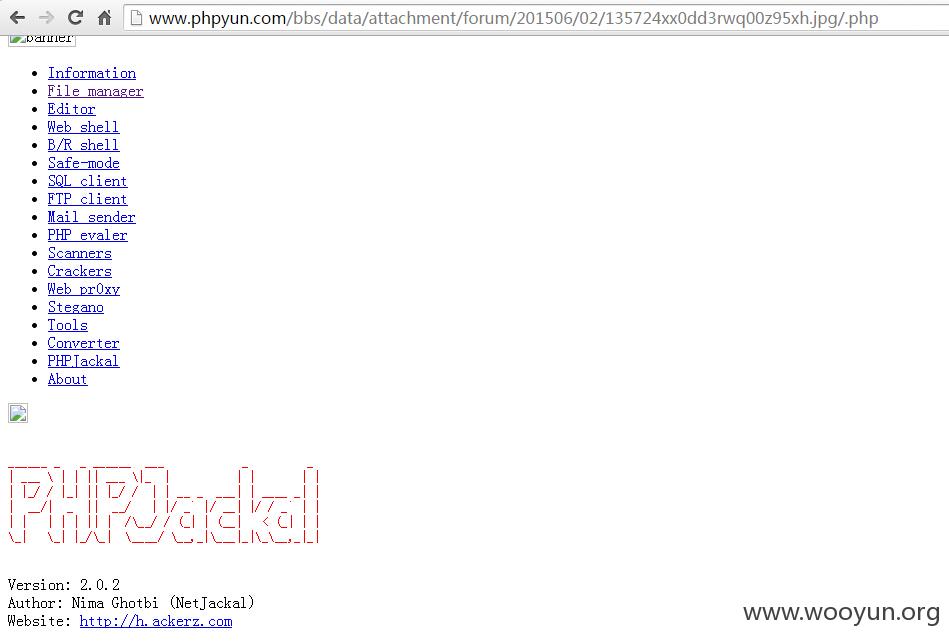 www.phpyun.com/bbs/data/attachment/forum/201506/02/135724xx0dd3rwq00z95xh.jpg/.php
banner
Information
File manager
Editor
Web shell
B/R shell
Safe-mode
SQL client
FTP client
Mail sender
PHP evaler
Scanners
Crackers
Web pr0xy
Stegano
Tools
Converter
PHPJackal
About
PHPJackal
Version: 2.0.2
Author: Nima Ghotbi (NetJackal)
Website: http://h.ackerz.com
www.wooyun.org